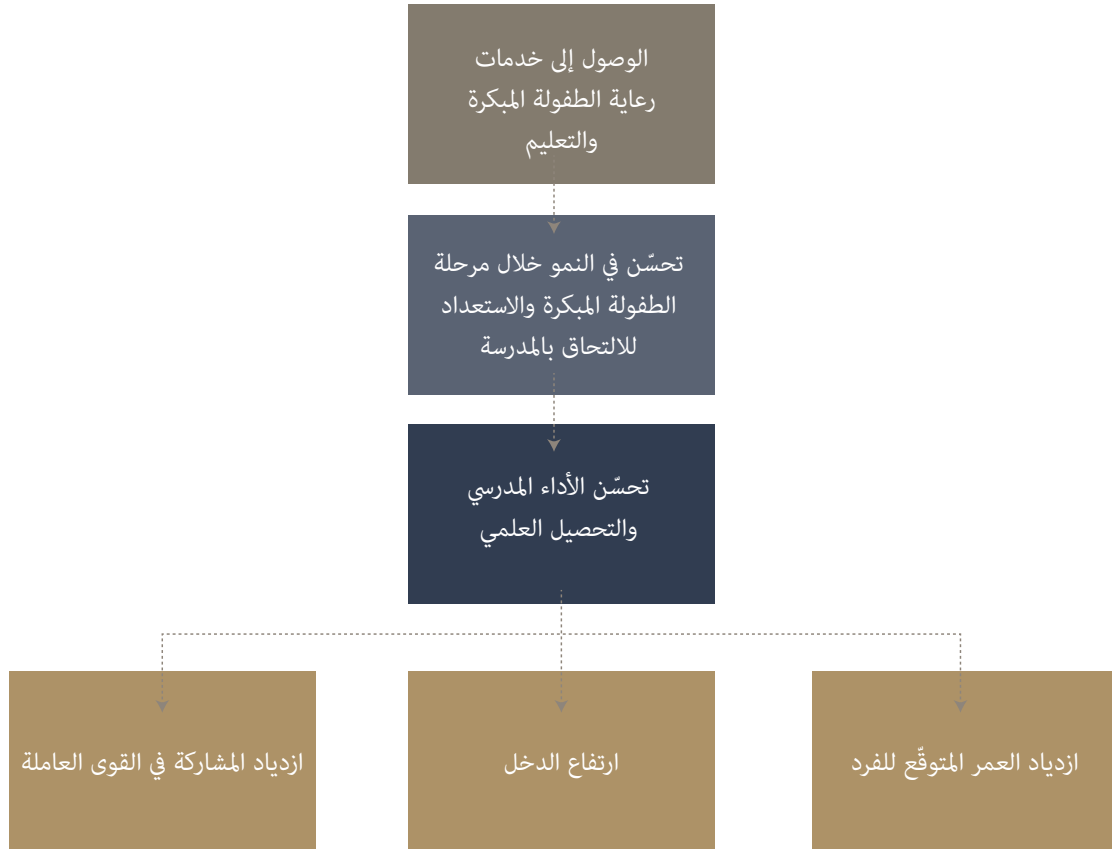 الوصول إلى خدمات
رعاية الطفولة المبكرة
والتعليم
تحسّن في النمو خلال مرحلة
الطفولة المبكرة والاستعداد
للالتحاق بالمدرسة
تحسّن الأداء المدرسي
والتحصيل العلمي
ازدياد العمر المتوقّع للفرد
ارتفاع الدخل
ازدياد المشاركة في القوى العاملة